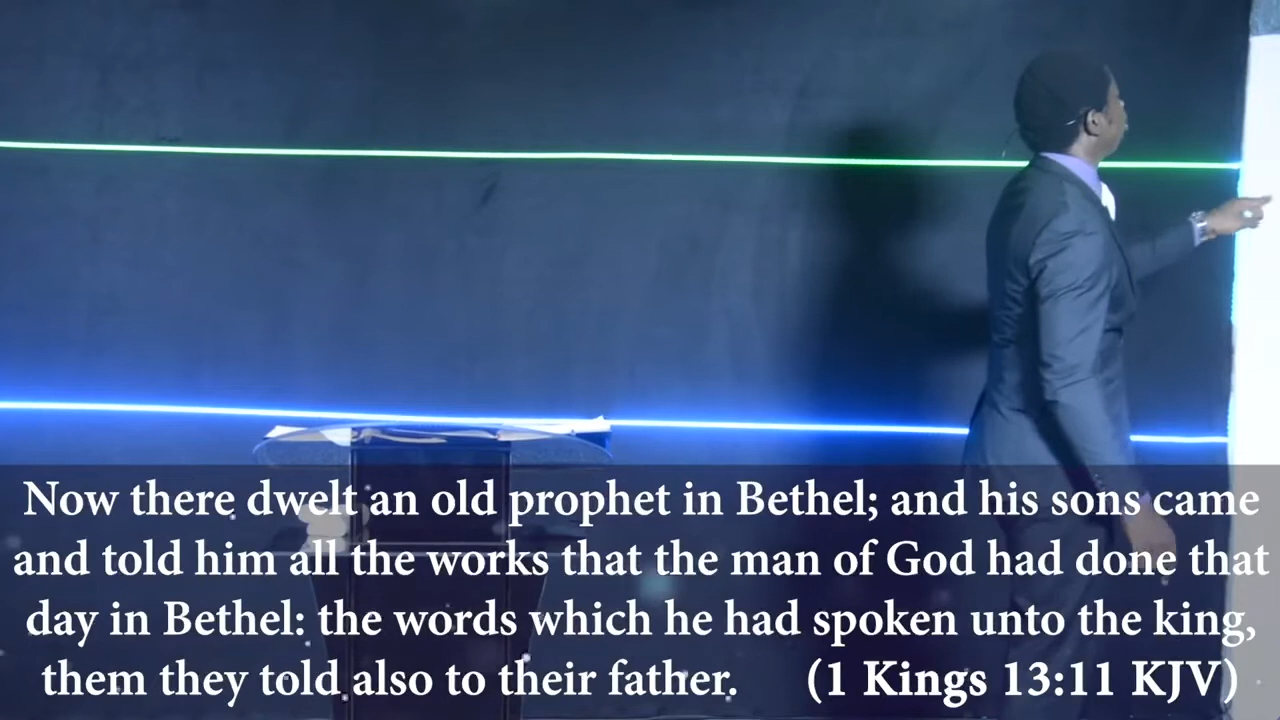 Now there dwelt an old prophet in Bethel; and his sons came
and told him all the works that the man of God had done that
day in Bethel: the words which he had spoken unto the king,
them they told also to their father. (1 Kings 13:11 KJV)